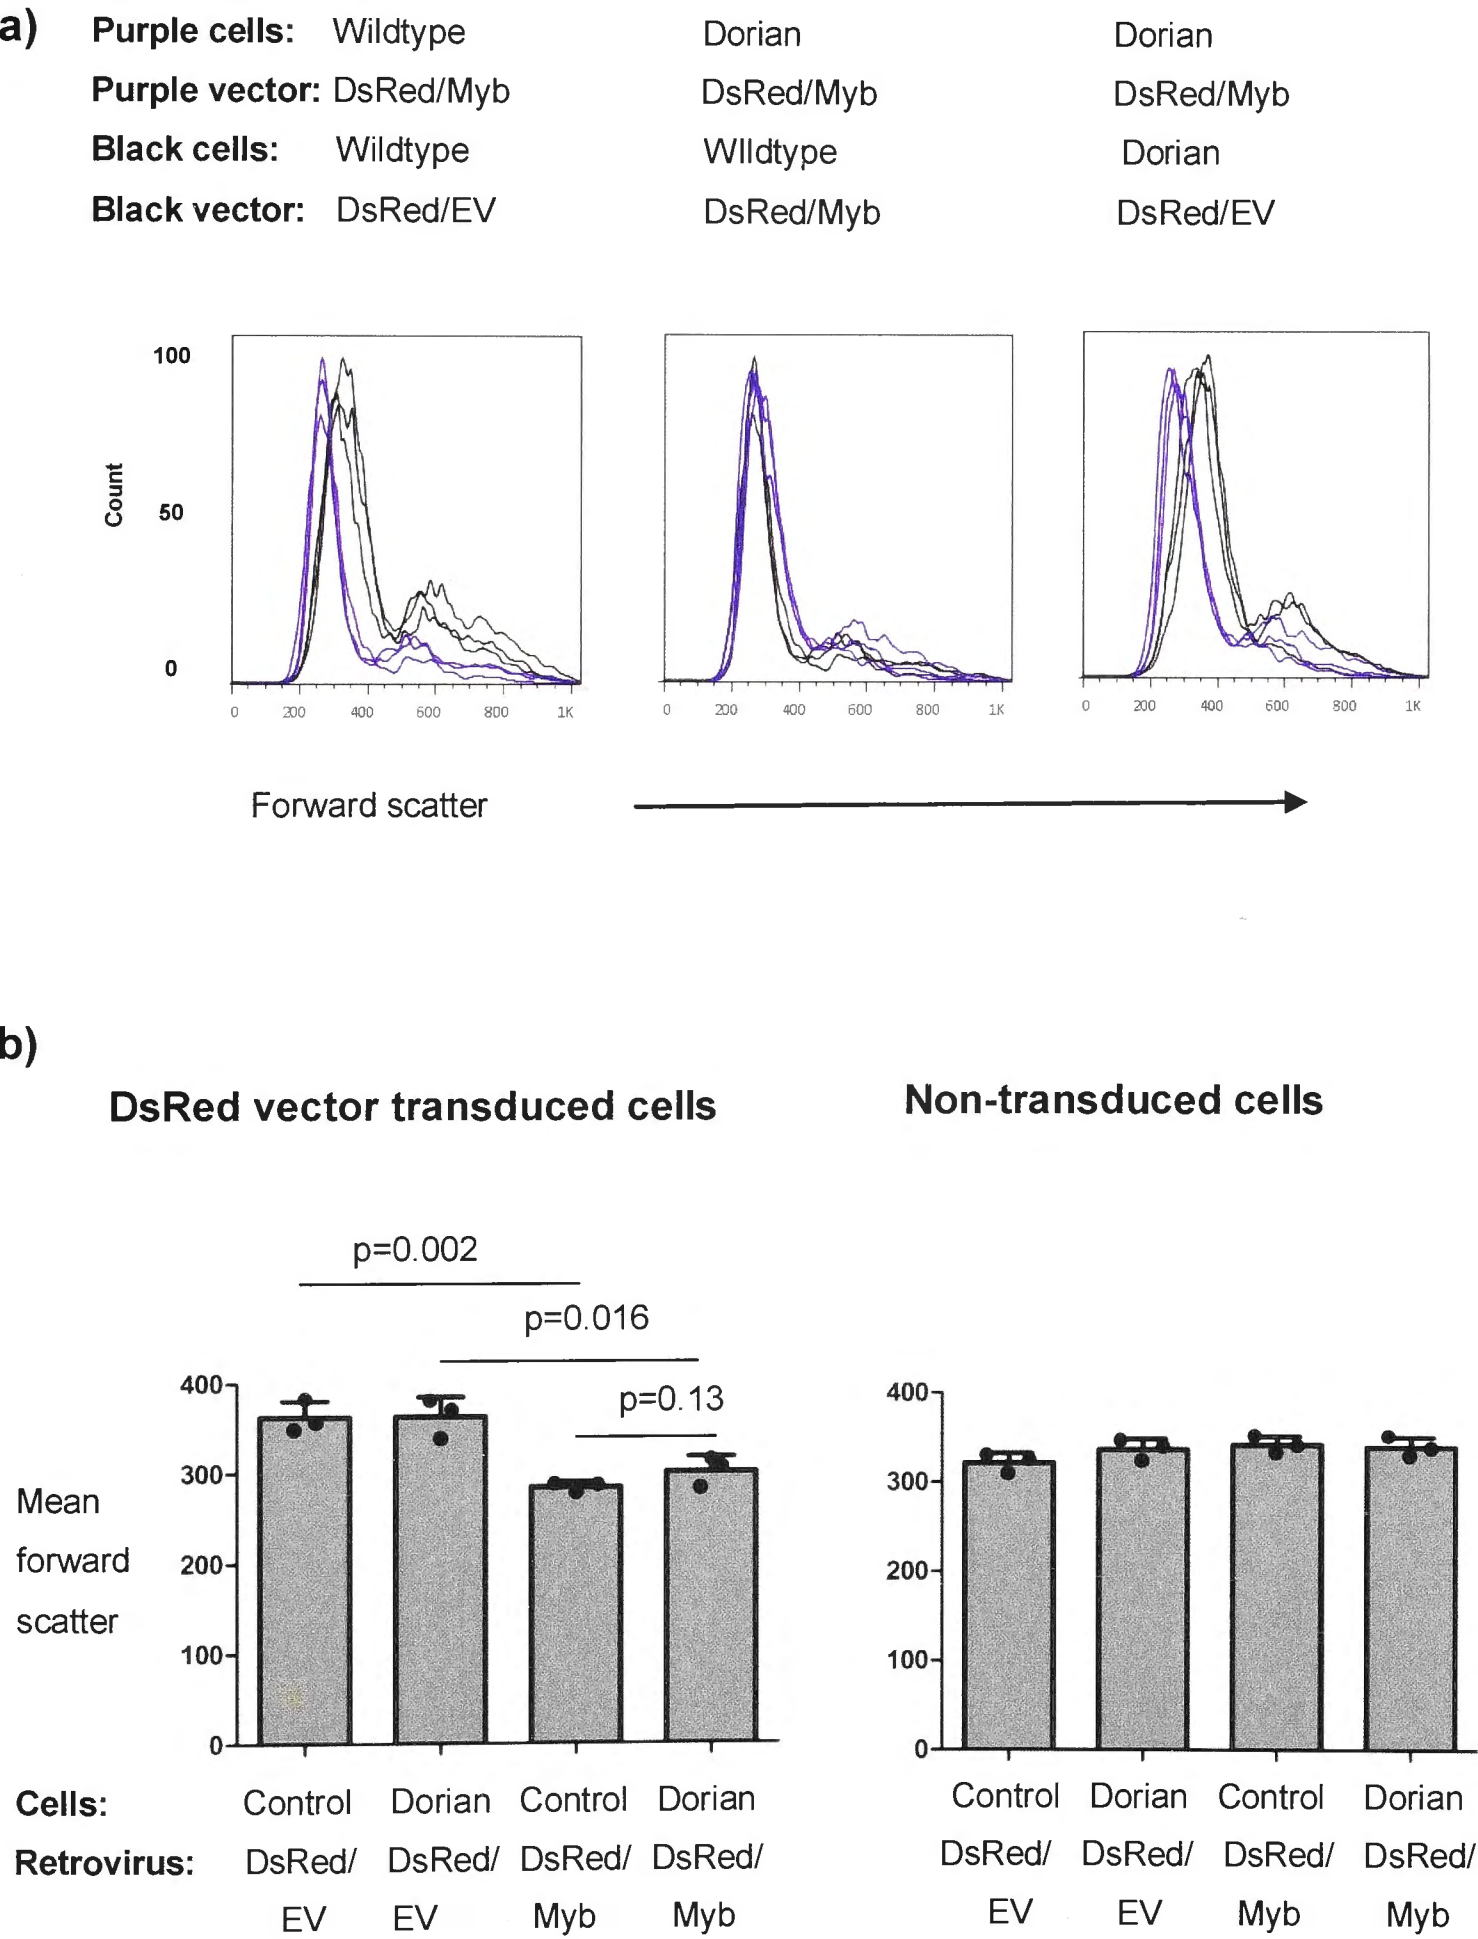 a)
Purple cells: Wildtype Dorian Dorian
Purple vector: DsRed/Myb DsRed/Myb DsRed/Myb
Black cells: Wildtype WIldtype Dorian
Black vector: DsRed/EV DsRed/Myb DsRed/EV
100
50
0
Count
0 200 400 600 800 1K
0 200 400 600 800 1K
0 200 400 600 800 1K
Forward scatter
b)
DsRed vector transduced cells
Non-transduced cells
p=0.002
p=0.016
p=0.13
400
300
200
100
0
Mean
forward
scatter
400
300
200
100
0
Cells: Control Dorian Control Dorian Control Dorian Control Dorian
Retrovirus: DsRed/ DsRed/ DsRed/ DsRed/ DsRed/ DsRed/ DsRed/ DsRed/
EV EV Myb Myb EV EV Myb Myb